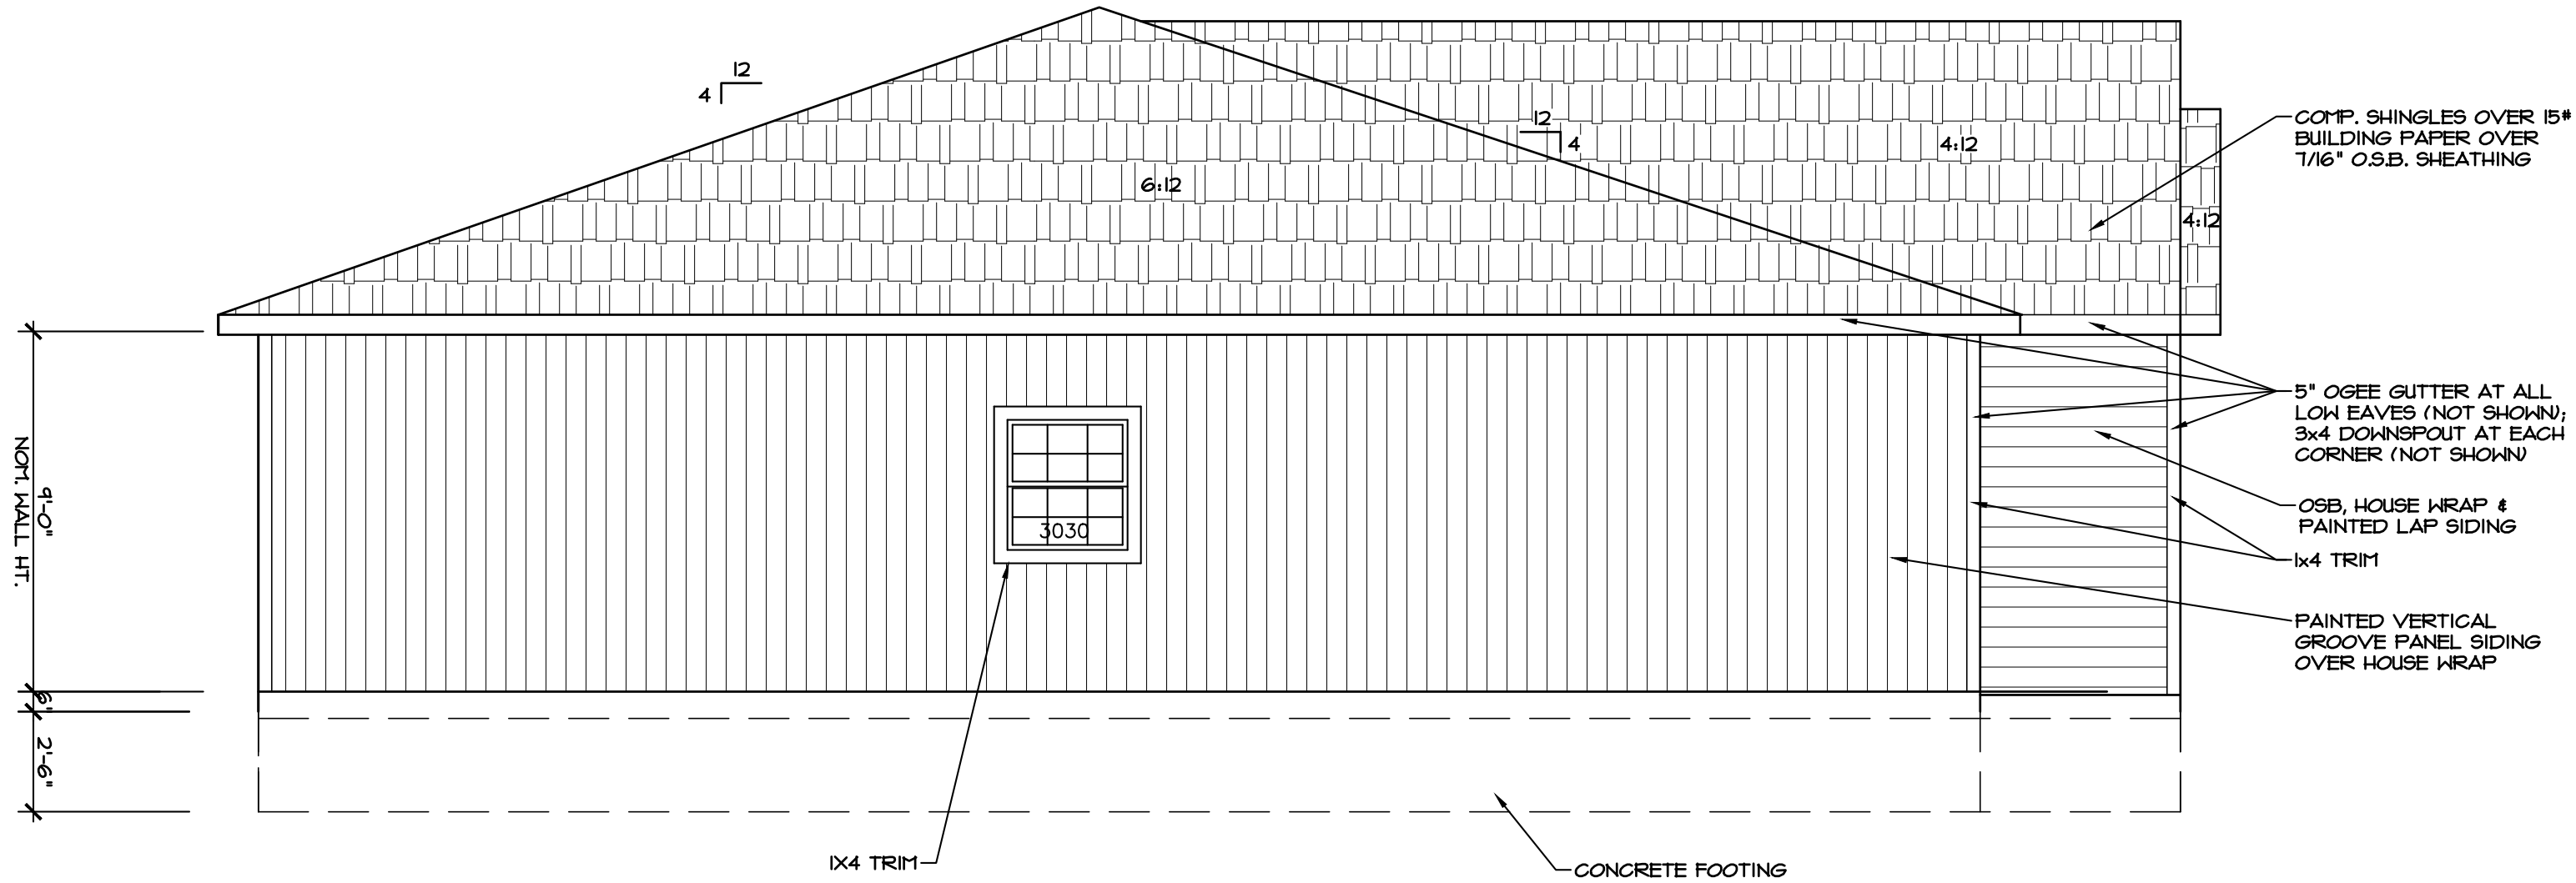 12
4
12
4
4:12
6:12
4:12
COMP. SHINGLES OVER 15#
BUILDING PAPER OVER
7/16" O.S.B. SHEATHING
5" OGEE GUTTER AT ALL
LOW EAVES (NOT SHOWN);
3x4 DOWNSPOUT AT EACH
CORNER (NOT SHOWN)
OSB, HOUSE WRAP &
PAINTED LAP SIDING
1x4 TRIM
PAINTED VERTICAL
GROOVE PANEL SIDING
OVER HOUSE WRAP
9'-0"
NOM. WALL HT.
6"
2'-6"
3030
1X4 TRIM
CONCRETE FOOTING